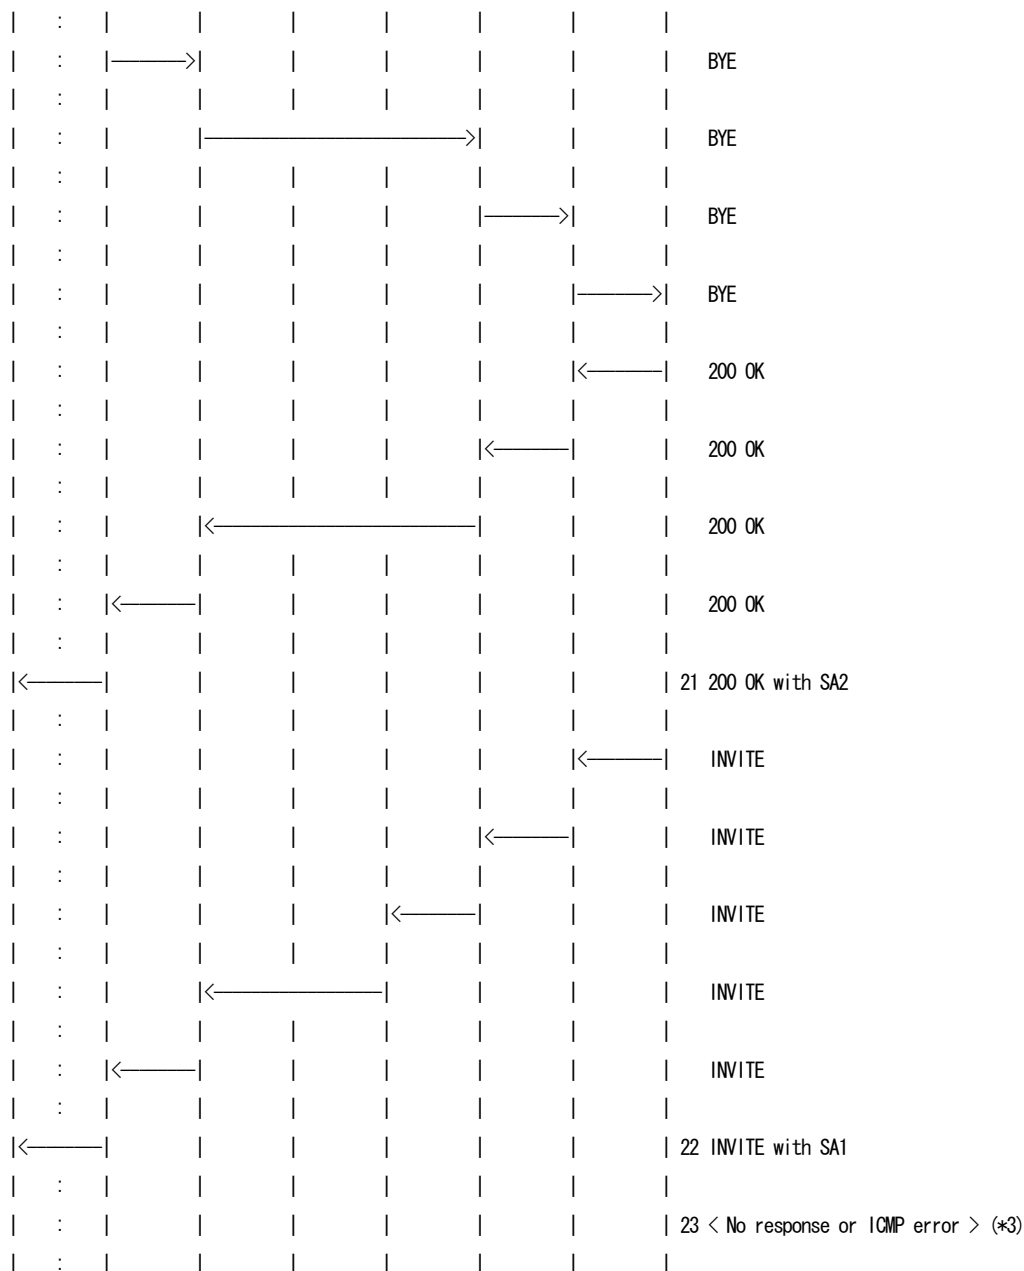 BYE
BYE
BYE
BYE
200 OK
200 OK
200 OK
200 OK
21 200 OK with SA2
INVITE
INVITE
INVITE
INVITE
INVITE
22 INVITE with SA1
23 < No response or ICMP error > (*3)